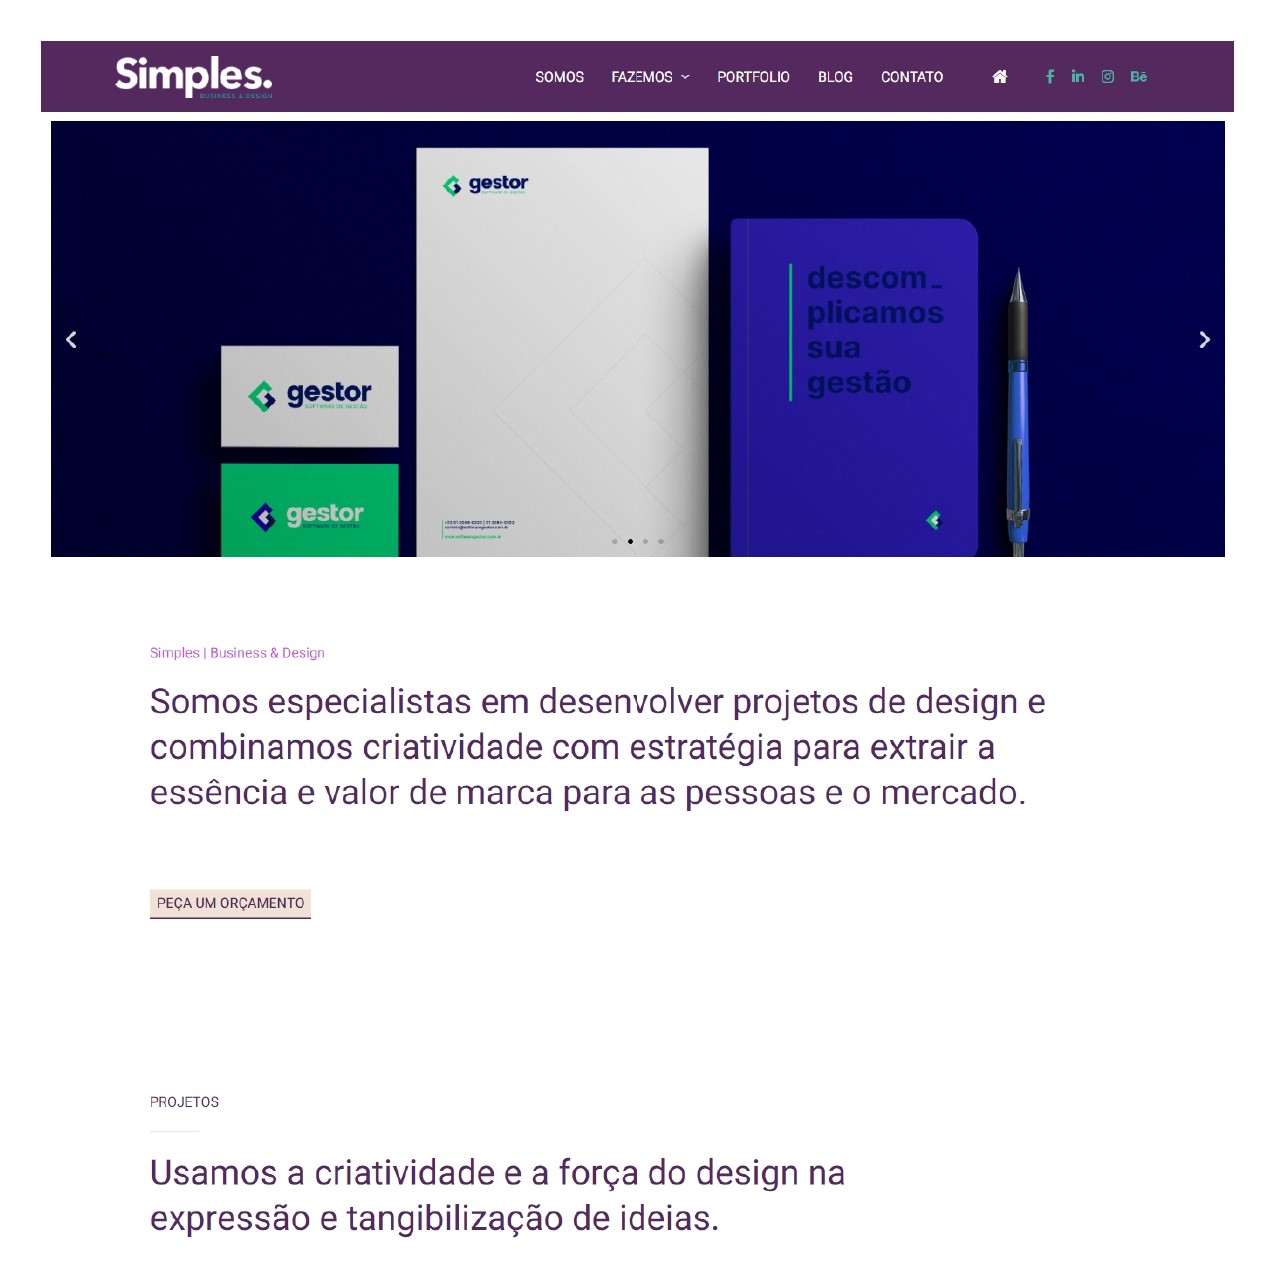 Simples.
BUSINESS & DESIGN
SOMOS FAZEMOS PORTFOLIO BLOG CONTATO
gestor
SOFTWARE DE GESTÃO
descom_
plicamos
sua
gestão
gestor
SOFTWARE DE GESTÃO
gestor
SOFTWARE DE GESTÃO
Simples | Business & Design
Somos especialistas em desenvolver projetos de design e
combinamos criatividade com estratégia para extrair a
essência e valor de marca para as pessoas e o mercado.
PEÇA UM ORÇAMENTO
PROJETOS
Usamos a criatividade e a força do design na
expressão e tangibilização de ideias.